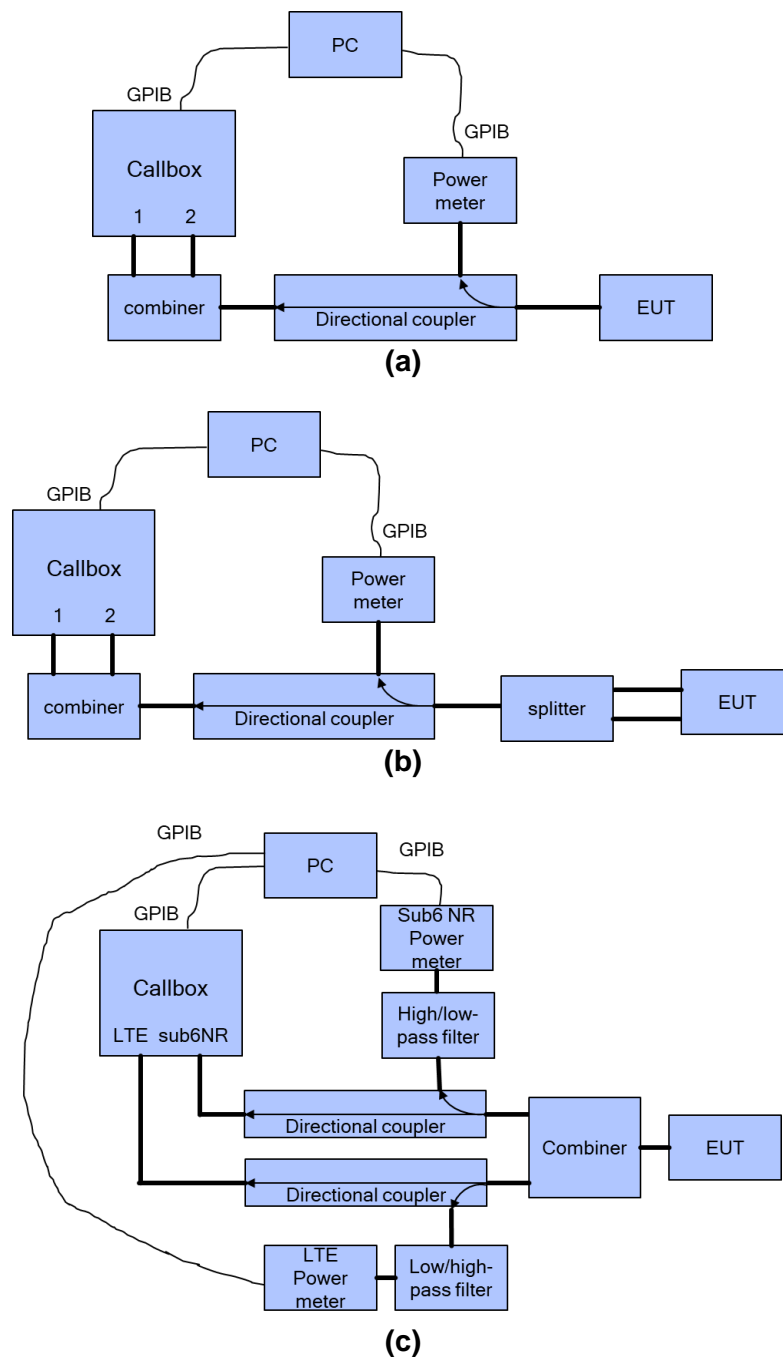 PC
GPIB
GPIB
Callbox
1 2
Power
meter
combiner
Directional coupler
EUT
(a)
PC
GPIB
GPIB
Callbox
1 2
Power
meter
combiner
Directional coupler
splitter
EUT
(b)
GPIB
PC
GPIB
GPIB
Sub6 NR
Power
meter
Callbox
LTE sub6NR
High/low-
pass filter
Directional coupler
Combiner
EUT
Directional coupler
LTE
Power
meter
Low/high-
pass filter
(c)